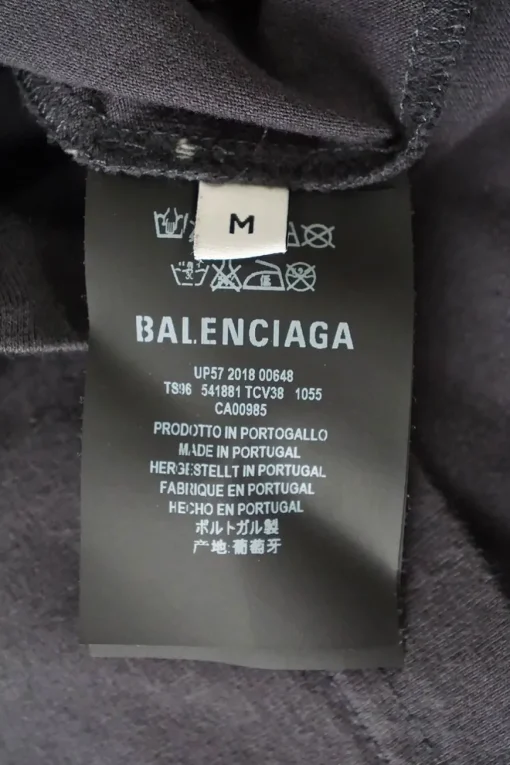 M
BALENCIAGA
UP57 2018 00648
TS96 541881 TCV38 1055
CA00985
PRODOTTO IN PORTOGALLO
MADE IN PORTUGAL
HERGESTELLT IN PORTUGAL
FABRIQUE EN PORTUGAL
HECHO EN PORTUGAL
ポルトガル製
产地:葡萄牙